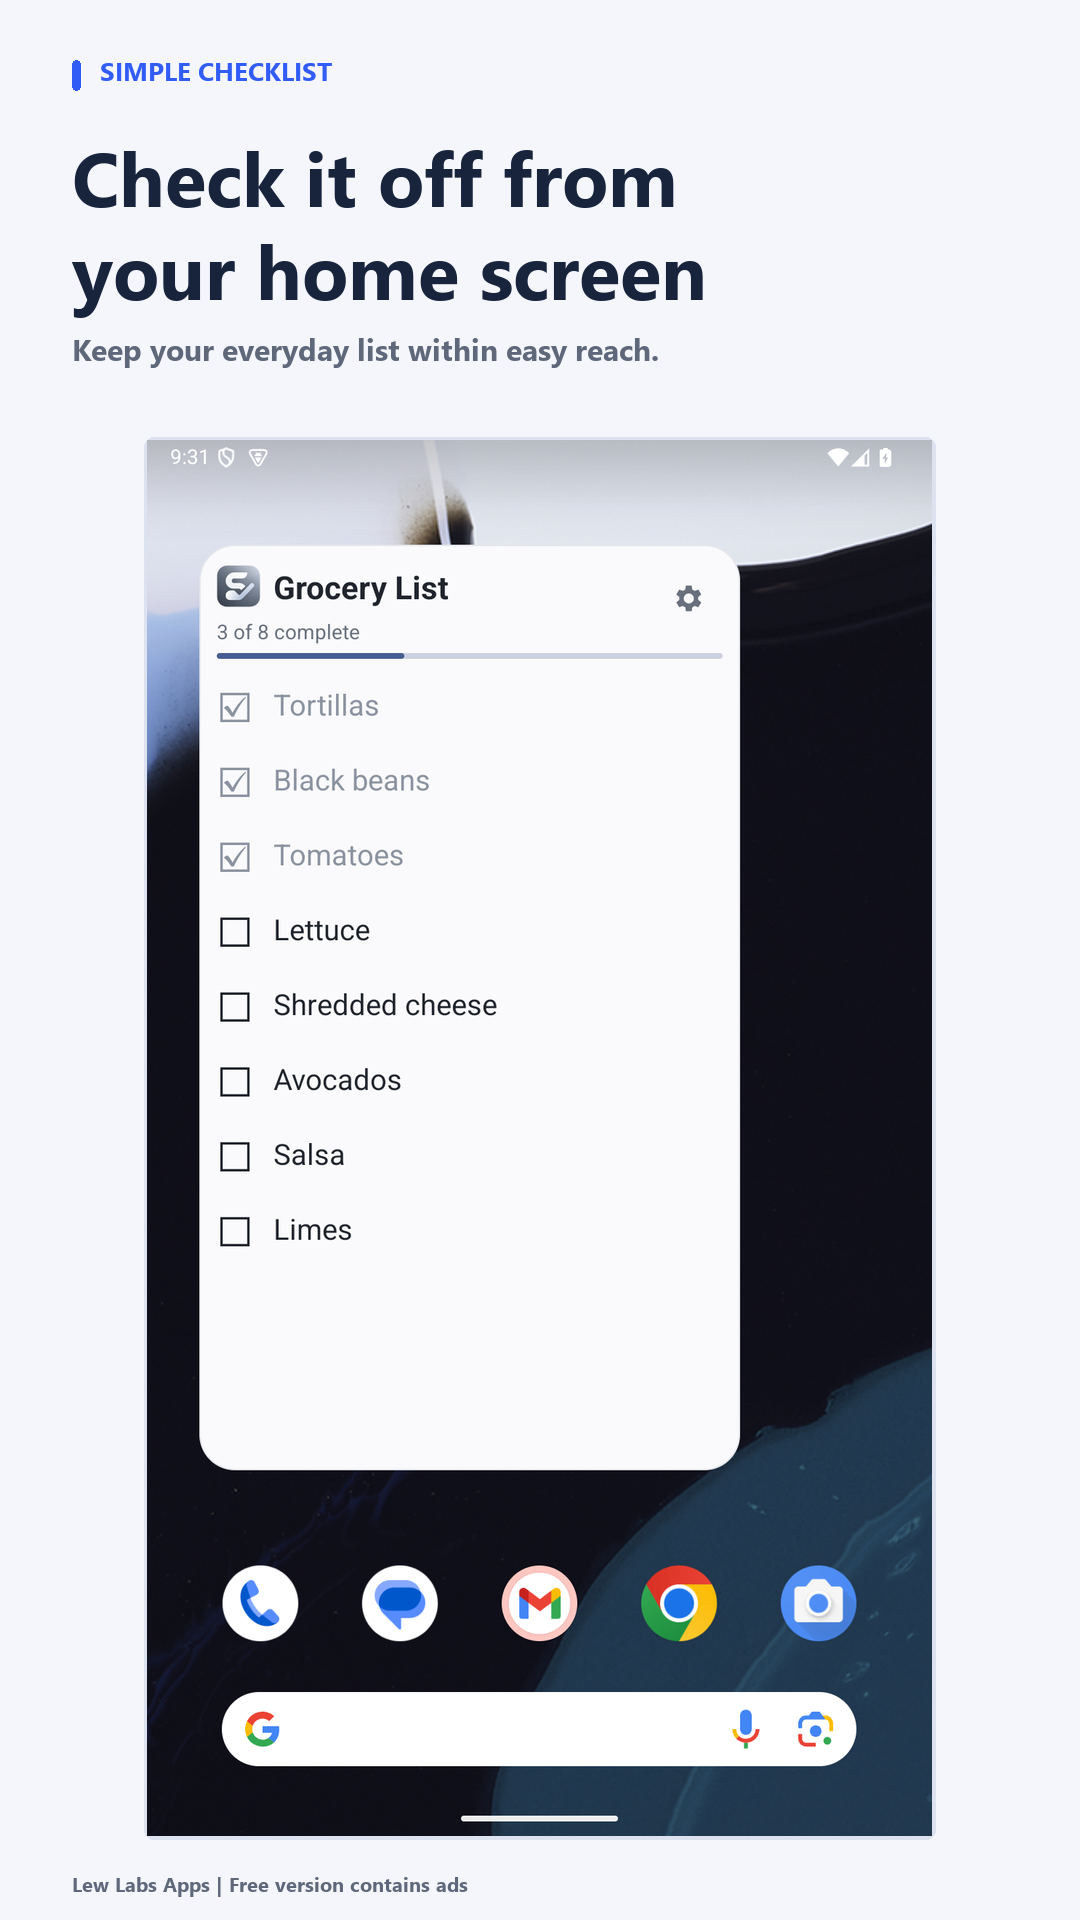 SIMPLE CHECKLIST
Check it off from
your home screen
Keep your everyday list within easy reach.
9:31
Grocery List
3 of 8 complete
Tortillas
Black beans
Tomatoes
Lettuce
Shredded cheese
Avocados
Salsa
Limes
Lew Labs Apps | Free version contains ads